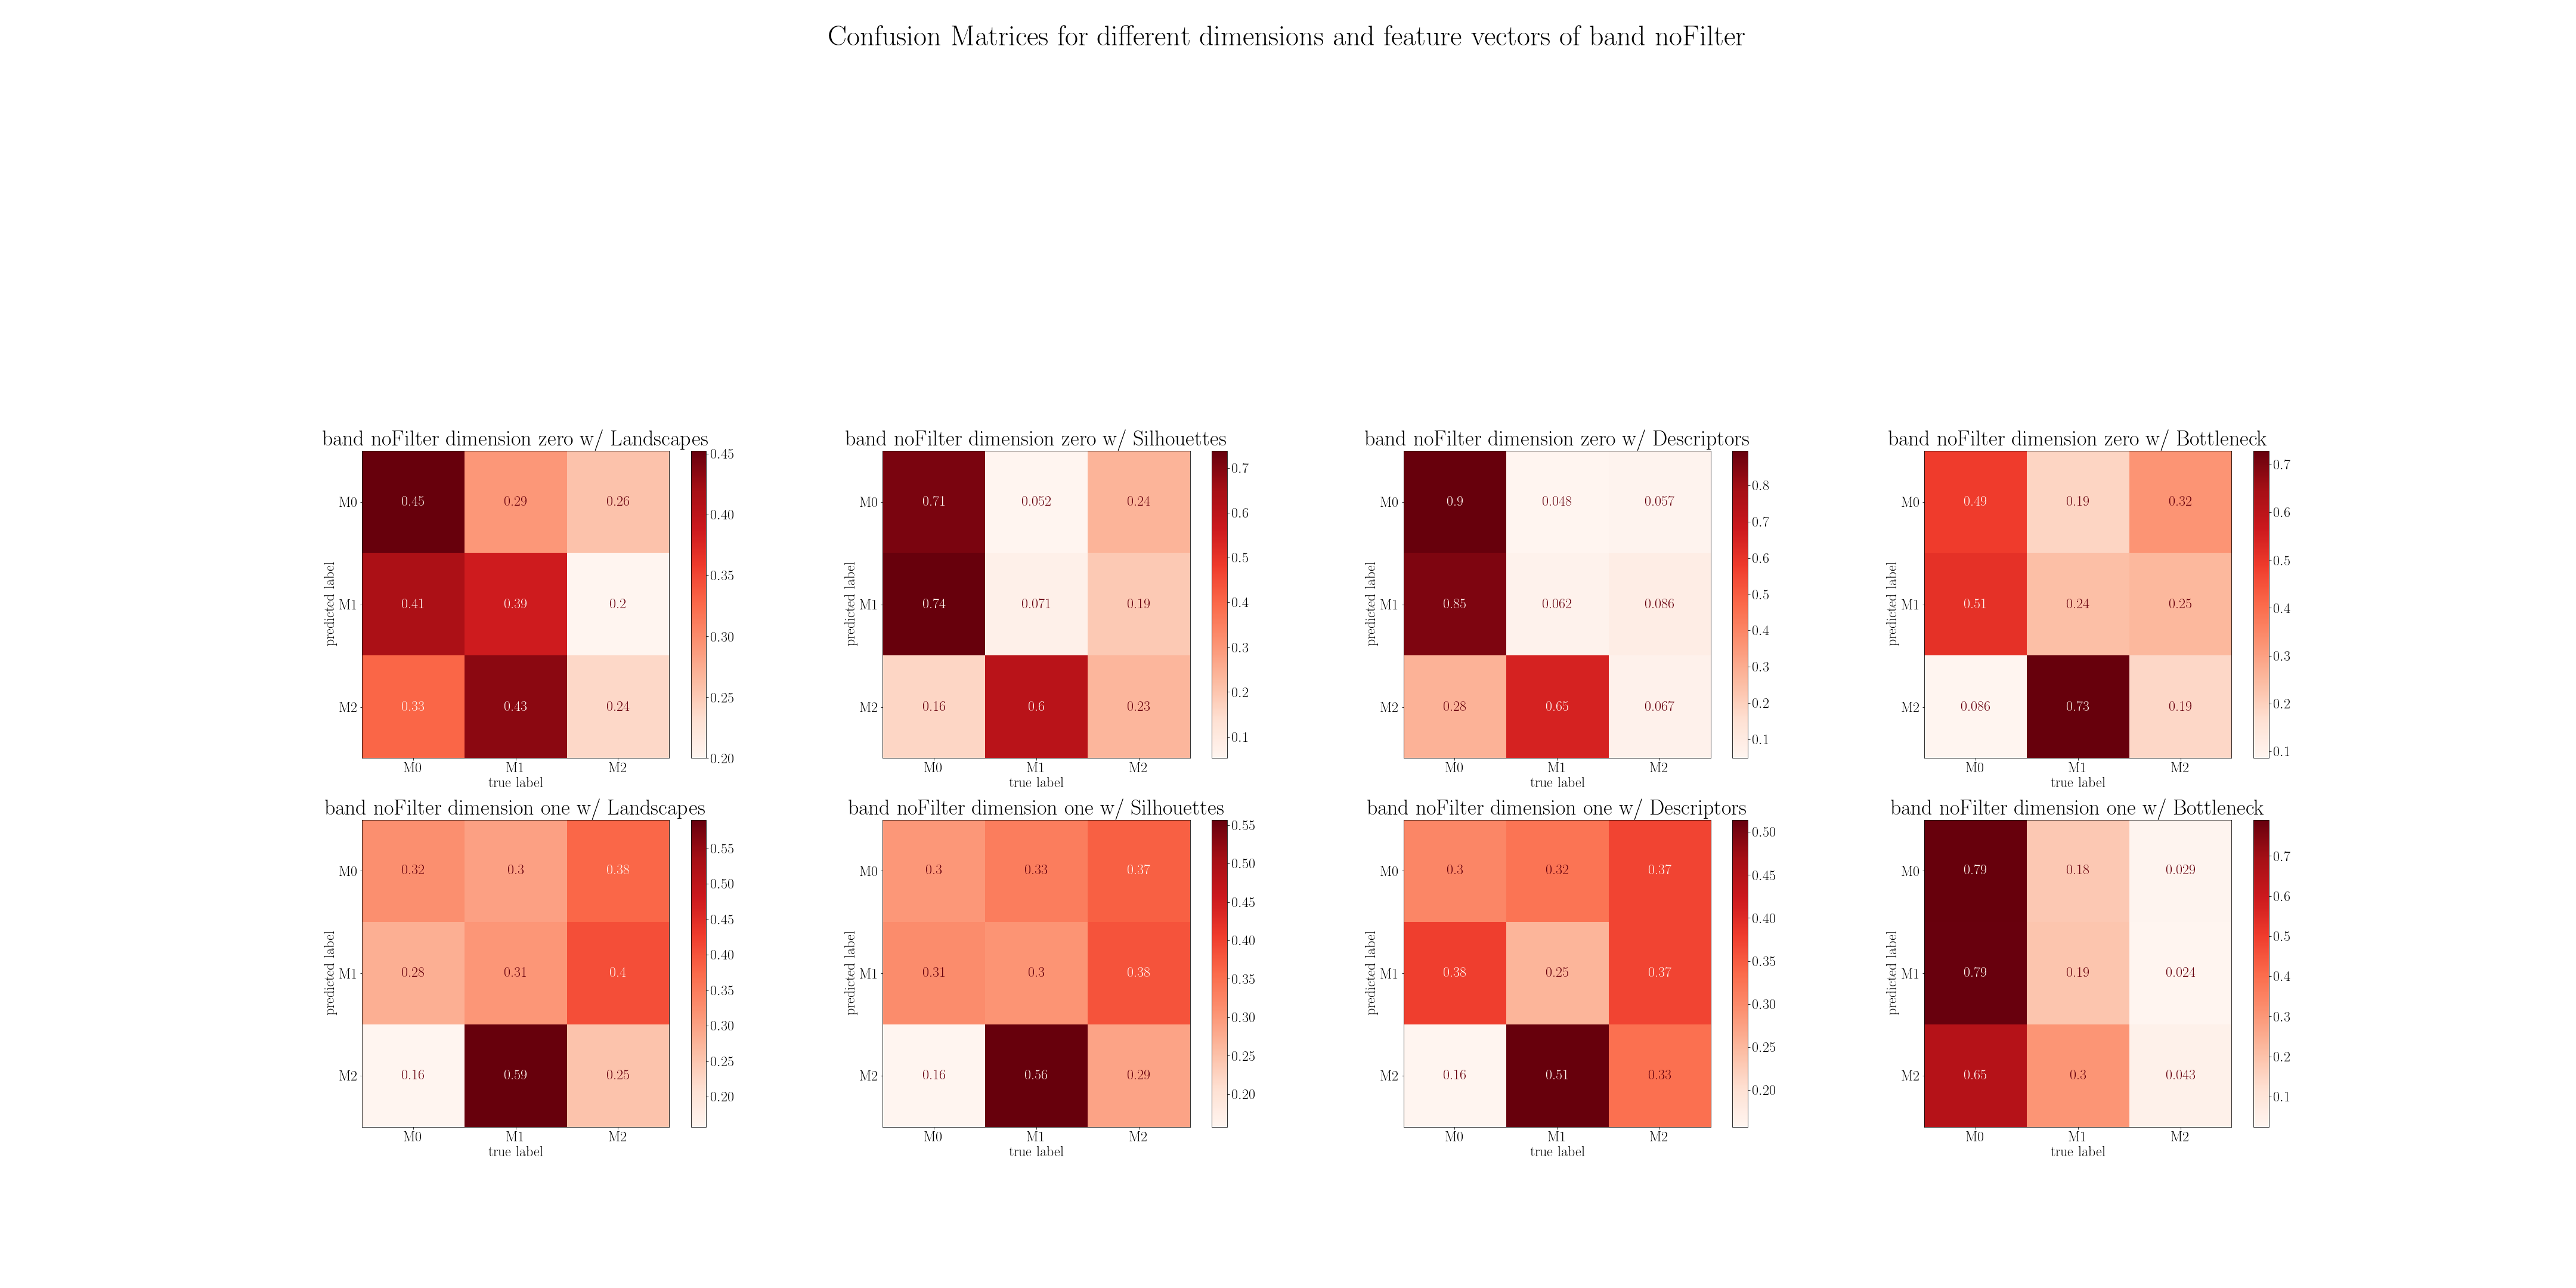 Confusion Matrices for different dimensions and feature vectors of band noFilter
band noFilter dimension zero w/ Landscapes
0.45
M0
0.45
0.29
0.26
0.40
0.35
predicted label
M1
0.41
0.39
0.2
0.30
0.25
M2
0.33
0.43
0.24
0.20
M0
M1
M2
true label
band noFilter dimension zero w/ Silhouettes
0.7
M0
0.71
0.052
0.24
0.6
0.5
predicted label
M1
0.74
0.071
0.19
0.4
0.3
M2
0.16
0.6
0.23
0.2
0.1
M0
M1
M2
true label
band noFilter dimension zero w/ Descriptors
0.8
M0
0.9
0.048
0.057
0.7
0.6
0.5
predicted label
M1
0.85
0.062
0.086
0.4
0.3
M2
0.28
0.65
0.067
0.2
0.1
M0
M1
M2
true label
band noFilter dimension zero w/ Bottleneck
0.7
M0
0.49
0.19
0.32
0.6
0.5
predicted label
M1
0.51
0.24
0.25
0.4
0.3
M2
0.086
0.73
0.19
0.2
0.1
M0
M1
M2
true label
band noFilter dimension one w/ Landscapes
0.55
M0
0.32
0.3
0.38
0.50
0.45
predicted label
M1
0.28
0.31
0.4
0.40
0.35
0.30
M2
0.16
0.59
0.25
0.25
0.20
M0
M1
M2
true label
band noFilter dimension one w/ Silhouettes
0.55
M0
0.3
0.33
0.37
0.50
0.45
predicted label
M1
0.31
0.3
0.38
0.40
0.35
0.30
M2
0.16
0.56
0.29
0.25
0.20
M0
M1
M2
true label
band noFilter dimension one w/ Descriptors
0.50
M0
0.3
0.32
0.37
0.45
0.40
predicted label
M1
0.38
0.25
0.37
0.35
0.30
M2
0.16
0.51
0.33
0.25
0.20
M0
M1
M2
true label
band noFilter dimension one w/ Bottleneck
0.7
M0
0.79
0.18
0.029
0.6
0.5
predicted label
M1
0.79
0.19
0.024
0.4
0.3
M2
0.65
0.3
0.043
0.2
0.1
M0
M1
M2
true label